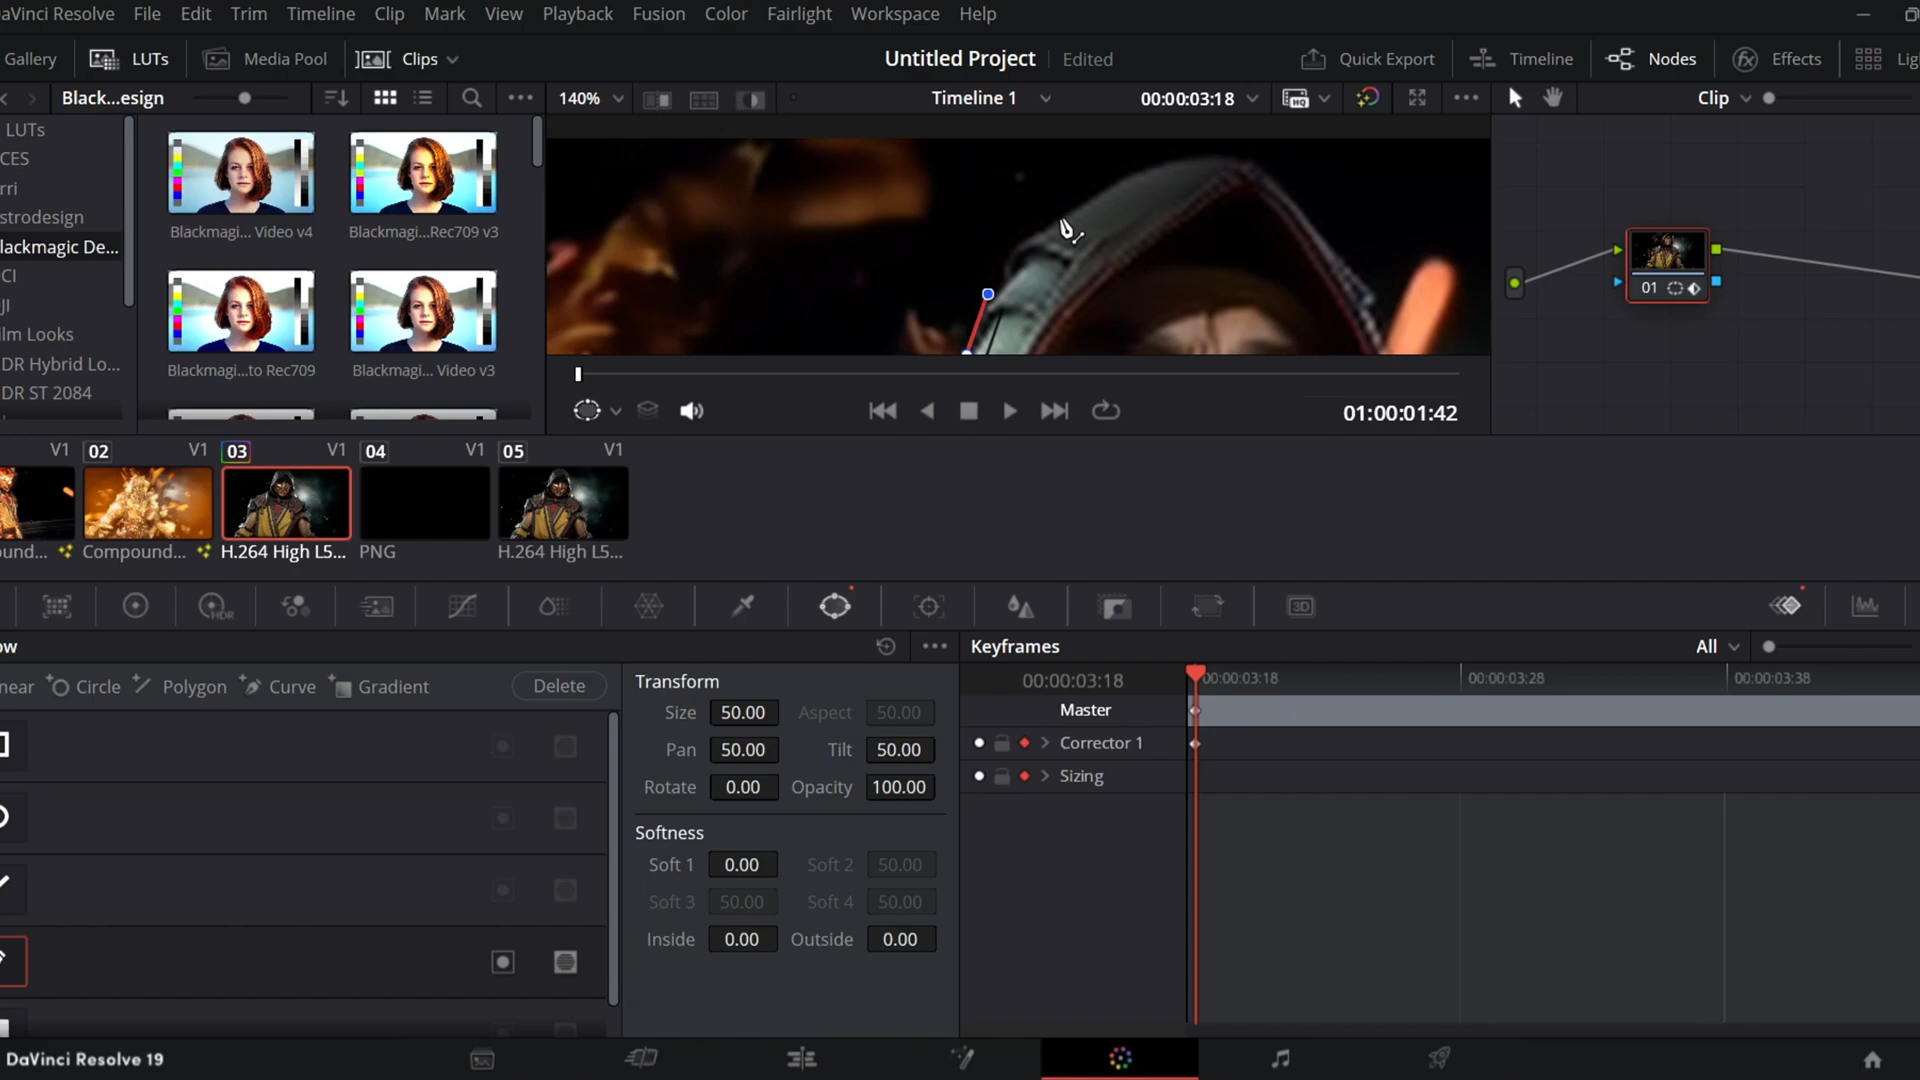 aVinci Resolve File Edit Trim Timeline Clip Mark View Playback Fusion Color Fairlight Workspace Help
Gallery LUTs Media Pool Clips Untitled Project Edited Quick Export Timeline Nodes Effects Lig
Black...esign 140% Timeline 1 00:00:03:18 HQ Clip
LUTs
CES
rri
strodesign
lackmagic De...
CI
JI
ilm Looks
DR Hybrid Lo...
DR ST 2084
Blackmagi... Video v4
Blackmagi...Rec709 v3
Blackmagi...to Rec709
Blackmagi... Video v3
01
01:00:01:42
V1 02 V1 03 V1 04 V1 05 V1
ound... Compound... H.264 High L5... PNG H.264 High L5...
HDR
3D
ow
near Circle Polygon Curve Gradient Delete
Transform
Size 50.00 Aspect 50.00
Pan 50.00 Tilt 50.00
Rotate 0.00 Opacity 100.00
Softness
Soft 1 0.00 Soft 2 50.00
Soft 3 50.00 Soft 4 50.00
Inside 0.00 Outside 0.00
Keyframes All
00:00:03:18 00:00:03:18 00:00:03:28 00:00:03:38
Master
Corrector 1
Sizing
DaVinci Resolve 19